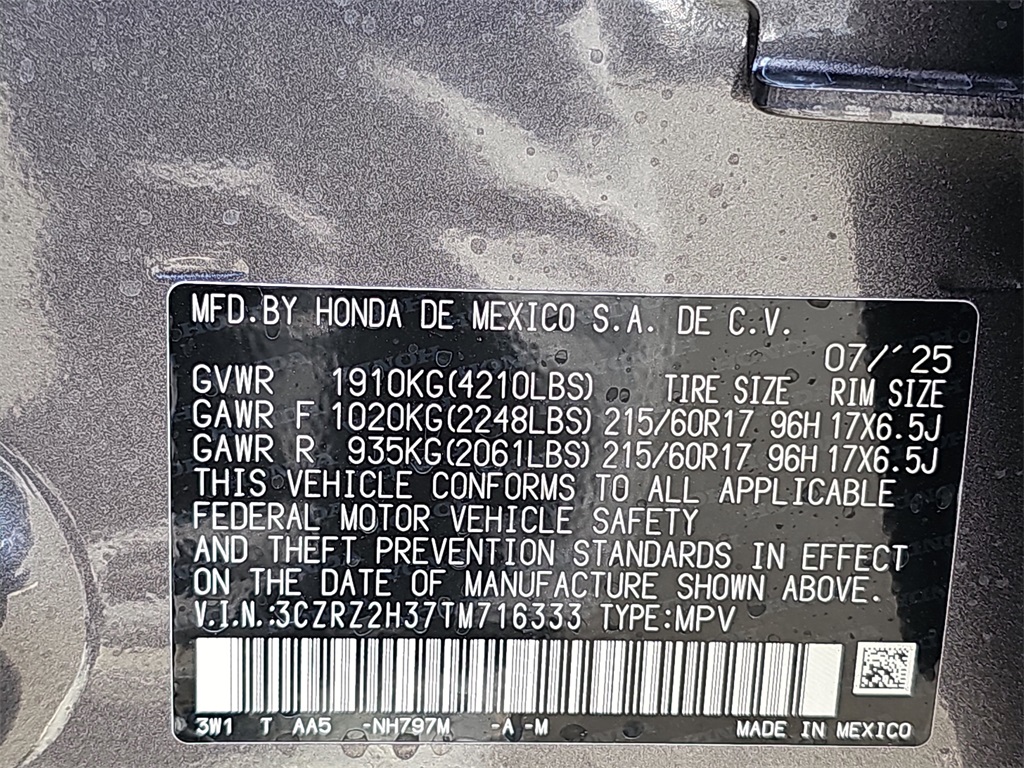 MFD.BY HONDA DE MEXICO S.A. DE C.V.
07/'25
GVWR 1910KG(4210LBS) TIRE SIZE RIM SIZE
GAWR F 1020KG(2248LBS) 215/60R17 96H 17X6.5J
GAWR R 935KG(2061LBS) 215/60R17 96H 17X6.5J
THIS VEHICLE CONFORMS TO ALL APPLICABLE
FEDERAL MOTOR VEHICLE SAFETY
AND THEFT PREVENTION STANDARDS IN EFFECT
ON THE DATE OF MANUFACTURE SHOWN ABOVE.
V.I.N.:3CZRZ2H37TM716333 TYPE:MPV
3W1 T AA5 -NH797M -A -M MADE IN MEXICO